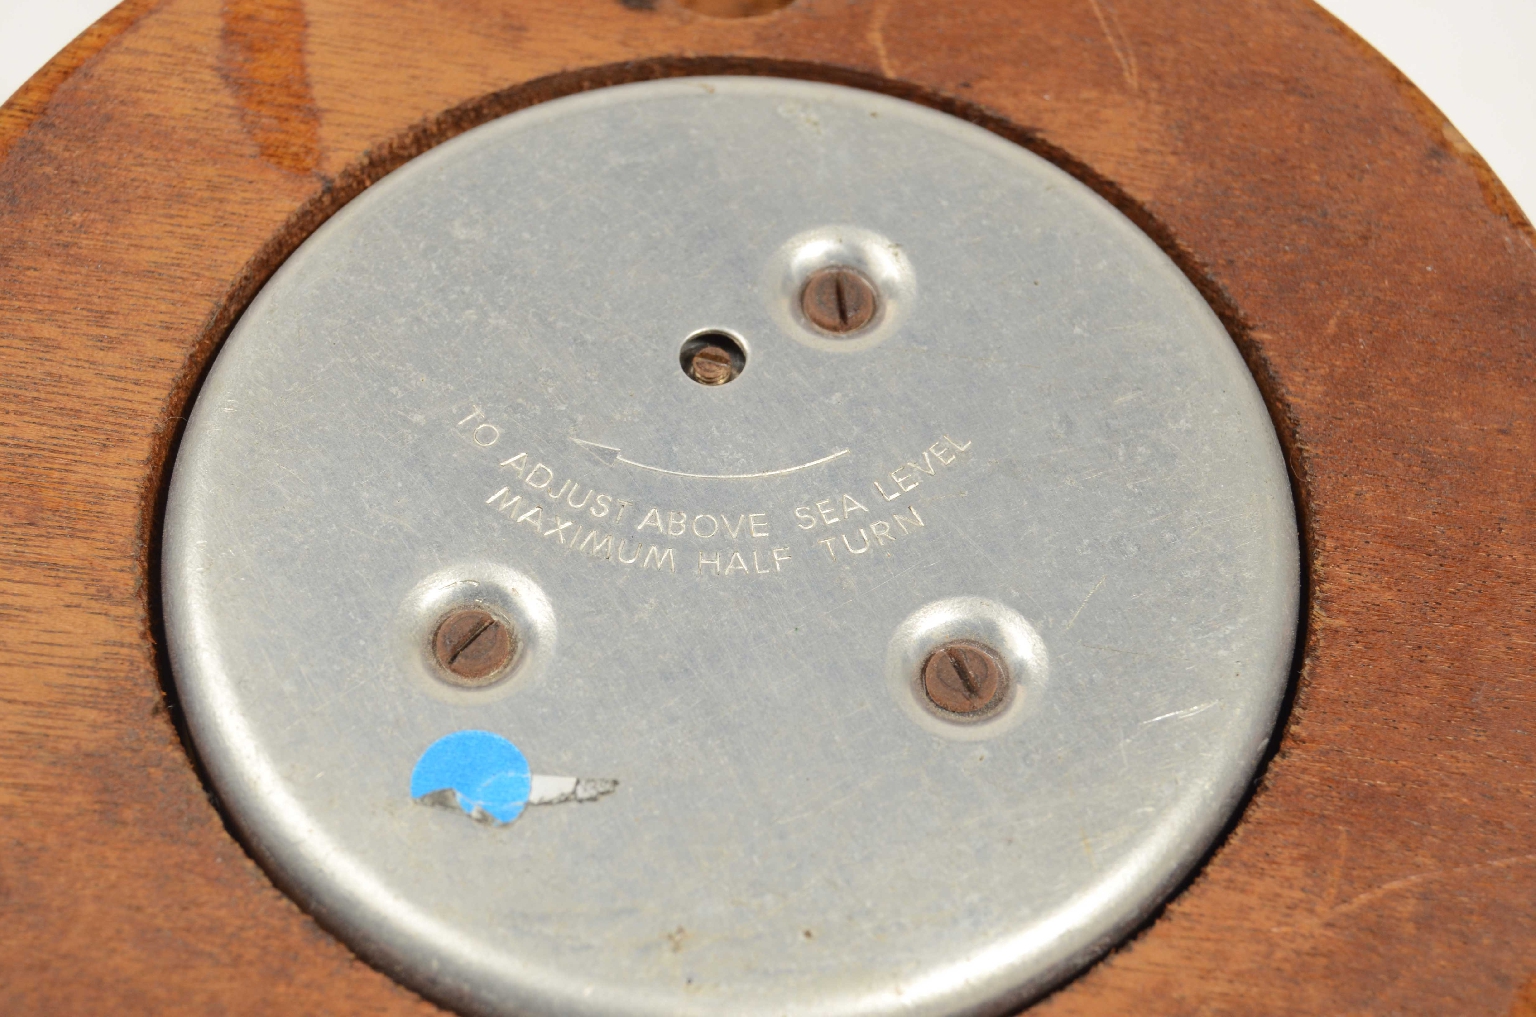 TO ADJUST ABOVE SEA LEVEL
MAXIMUM HALF TURN